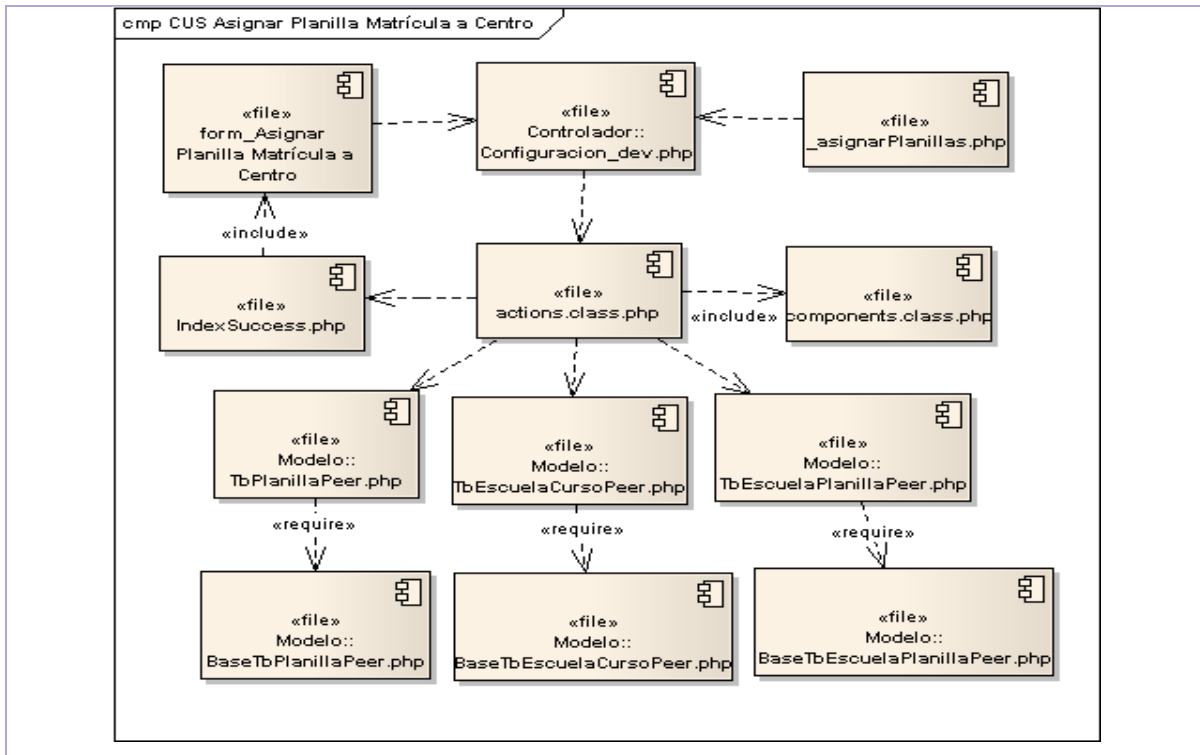 cmp CUS Asignar Planilla Matrícula a Centro
«file»
form_Asignar
Planilla Matrícula a
Centro
«file»
Controlador::
Configuracion_dev.php
«file»
_asignarPlanillas.php
«include»
«file»
IndexSuccess.php
«file»
actions.class.php
«include»
«file»
components.class.php
«file»
Modelo::
TbPlanillaPeer.php
«file»
Modelo::
TbEscuelaCursoPeer.php
«file»
Modelo::
TbEscuelaPlanillaPeer.php
«require»
«require»
«require»
«file»
Modelo::
BaseTbPlanillaPeer.php
«file»
Modelo::
BaseTbEscuelaCursoPeer.php
«file»
Modelo::
BaseTbEscuelaPlanillaPeer.php